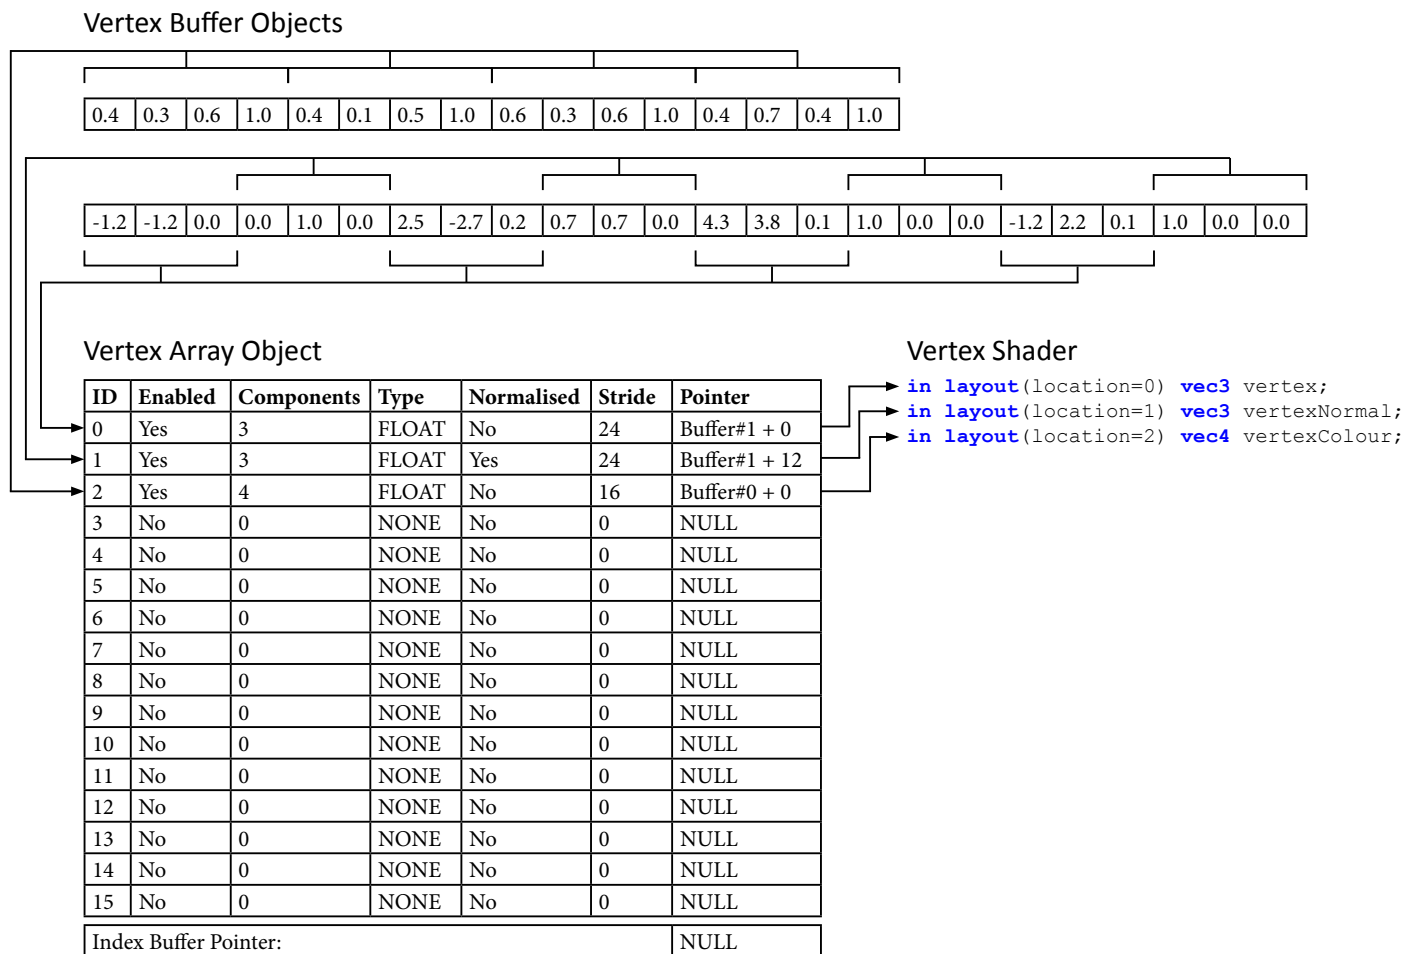 Vertex Buffer Objects
0.4 0.3 0.6 1.0 0.4 0.1 0.5 1.0 0.6 0.3 0.6 1.0 0.4 0.7 0.4 1.0
-1.2 -1.2 0.0 0.0 1.0 0.0 2.5 -2.7 0.2 0.7 0.7 0.0 4.3 3.8 0.1 1.0 0.0 0.0 -1.2 2.2 0.1 1.0 0.0 0.0
Vertex Array Object
ID Enabled Components Type Normalised Stride Pointer
0 Yes 3 FLOAT No 24 Buffer#1 + 0
1 Yes 3 FLOAT Yes 24 Buffer#1 + 12
2 Yes 4 FLOAT No 16 Buffer#0 + 0
3 No 0 NONE No 0 NULL
4 No 0 NONE No 0 NULL
5 No 0 NONE No 0 NULL
6 No 0 NONE No 0 NULL
7 No 0 NONE No 0 NULL
8 No 0 NONE No 0 NULL
9 No 0 NONE No 0 NULL
10 No 0 NONE No 0 NULL
11 No 0 NONE No 0 NULL
12 No 0 NONE No 0 NULL
13 No 0 NONE No 0 NULL
14 No 0 NONE No 0 NULL
15 No 0 NONE No 0 NULL
Index Buffer Pointer: NULL
Vertex Shader
in layout(location=0) vec3 vertex;
in layout(location=1) vec3 vertexNormal;
in layout(location=2) vec4 vertexColour;